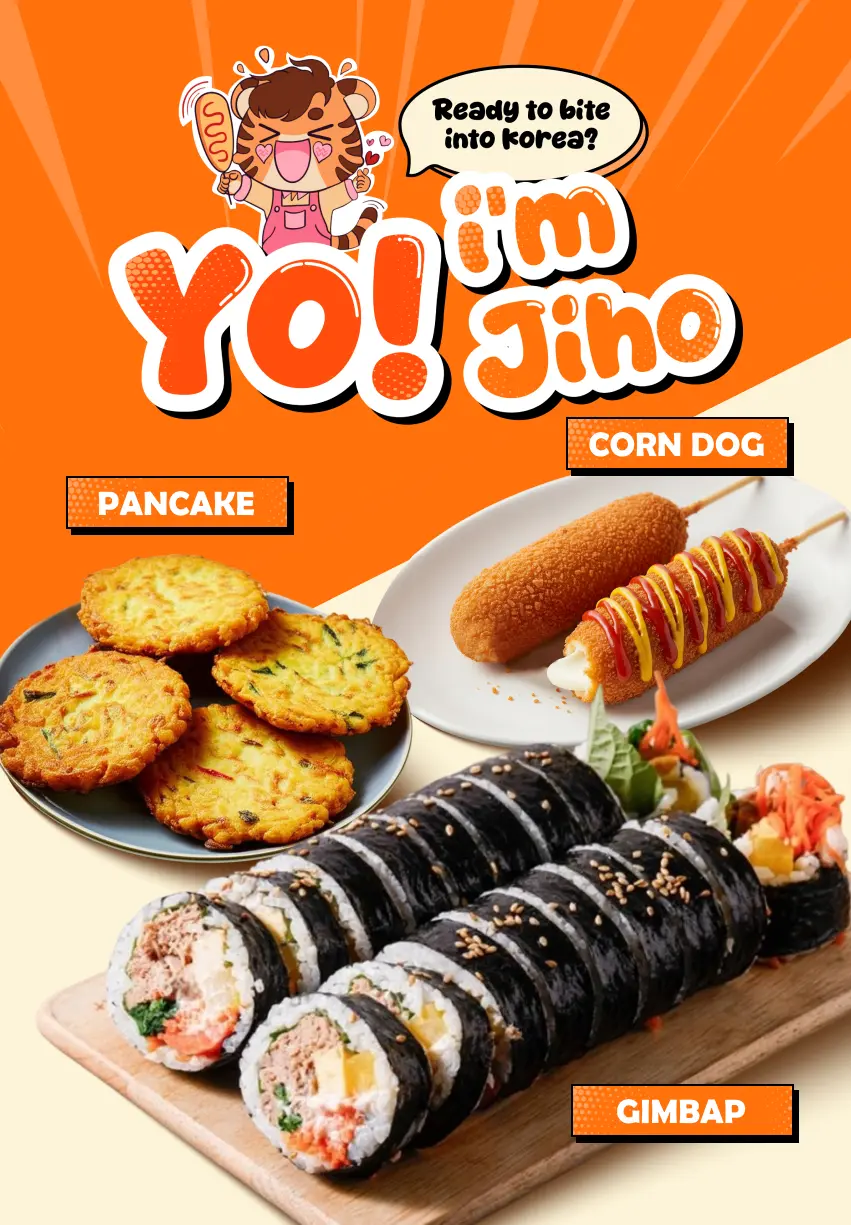 Ready to bite
into Korea?
YO! i'm
Jiho
CORN DOG
PANCAKE
GIMBAP